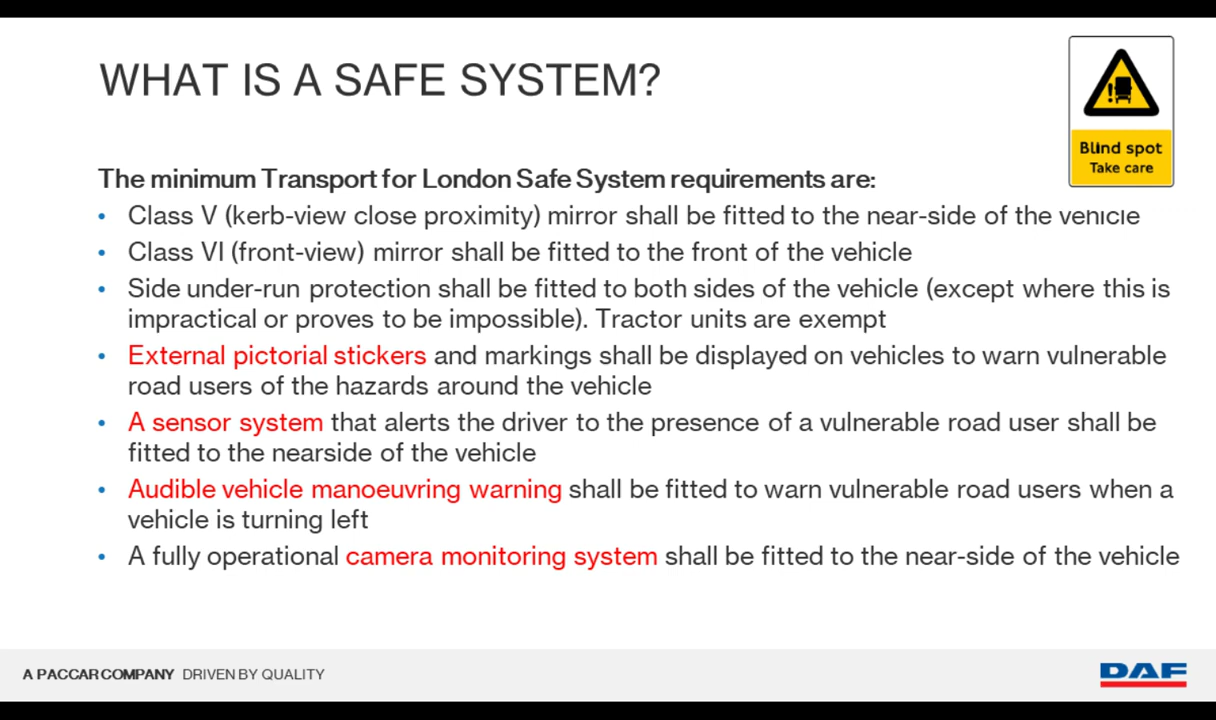 WHAT IS A SAFE SYSTEM?
Blind spot
Take care
The minimum Transport for London Safe System requirements are:
• Class V (kerb-view close proximity) mirror shall be fitted to the near-side of the vehicle
• Class VI (front-view) mirror shall be fitted to the front of the vehicle
• Side under-run protection shall be fitted to both sides of the vehicle (except where this is
impractical or proves to be impossible). Tractor units are exempt
• External pictorial stickers and markings shall be displayed on vehicles to warn vulnerable
road users of the hazards around the vehicle
• A sensor system that alerts the driver to the presence of a vulnerable road user shall be
fitted to the nearside of the vehicle
• Audible vehicle manoeuvring warning shall be fitted to warn vulnerable road users when a
vehicle is turning left
• A fully operational camera monitoring system shall be fitted to the near-side of the vehicle
A PACCAR COMPANY DRIVEN BY QUALITY
DAF